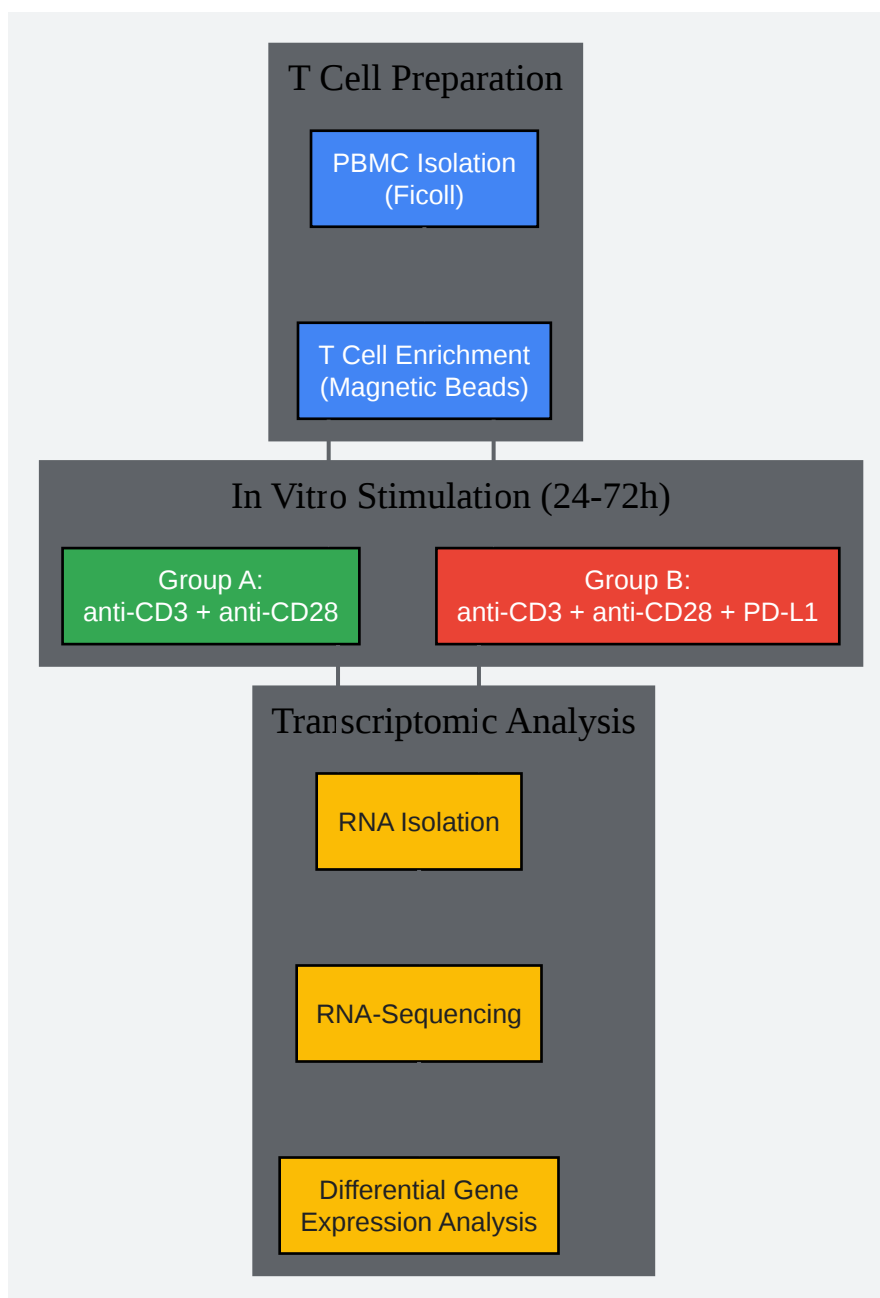 T Cell Preparation
PBMC Isolation
(Ficoll)
T Cell Enrichment
(Magnetic Beads)
In Vitro Stimulation (24-72h)
Group A:
anti-CD3 + anti-CD28
Group B:
anti-CD3 + anti-CD28 + PD-L1
Transcriptomic Analysis
RNA Isolation
RNA-Sequencing
Differential Gene
Expression Analysis